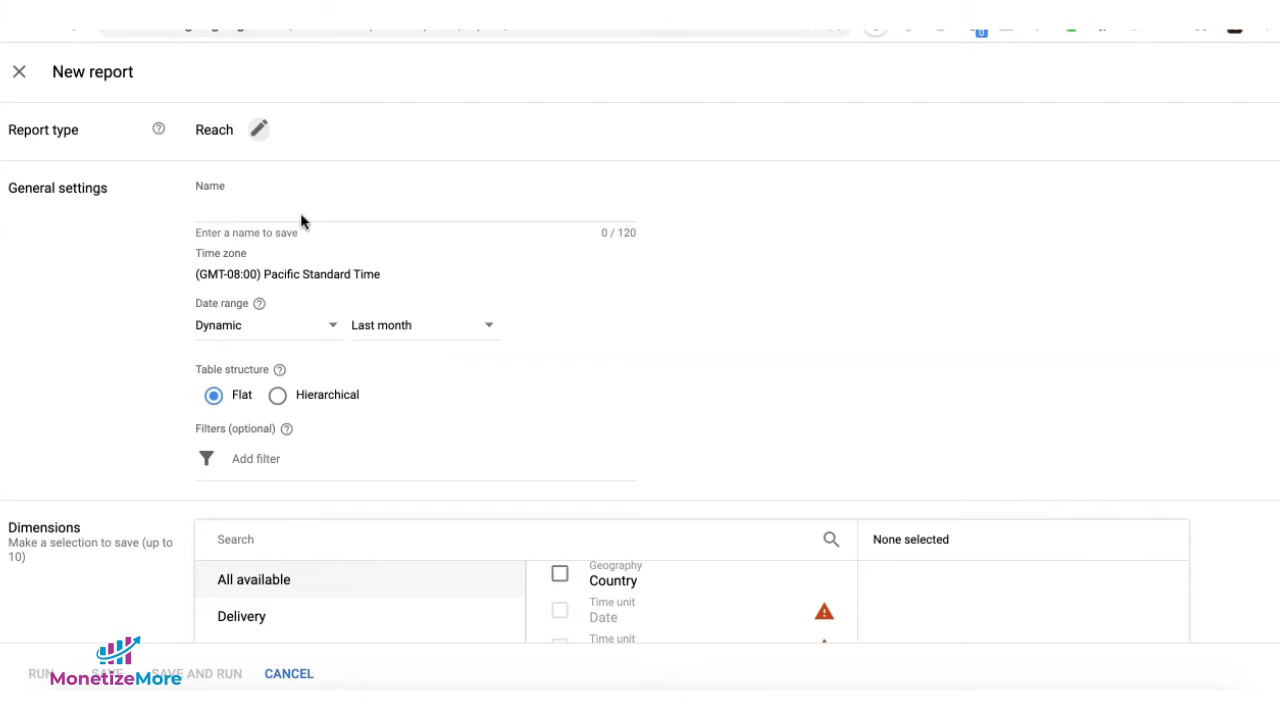 New report
Report type
Reach
General settings
Name
Enter a name to save
0 / 120
Time zone
(GMT-08:00) Pacific Standard Time
Date range
Dynamic
Last month
Table structure
Flat
Hierarchical
Filters (optional)
Add filter
Dimensions
Make a selection to save (up to
10)
Search
None selected
All available
Delivery
Geography
Country
Time unit
Date
Time unit
RUN
SAVE
SAVE AND RUN
CANCEL
MonetizeMore